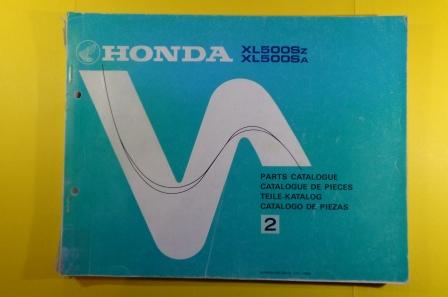 HONDA
XL500Sz
XL500SA
PARTS CATALOGUE
CATALOGUE DE PIECES
TEILE-KATALOG
CATALOGO DE PIEZAS
2